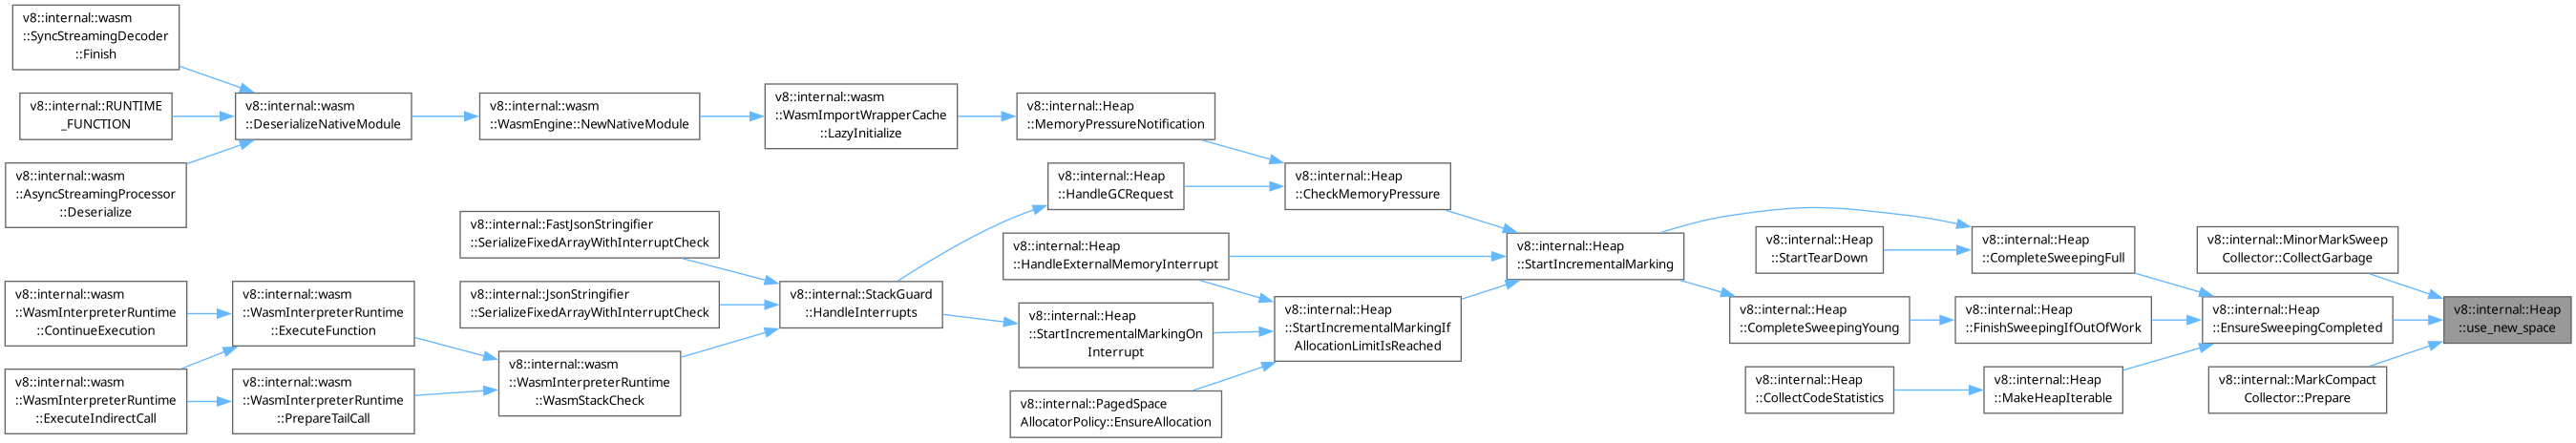 v8::internal::wasm
::SyncStreamingDecoder
::Finish
v8::internal::RUNTIME
_FUNCTION
v8::internal::wasm
::AsyncStreamingProcessor
::Deserialize
v8::internal::wasm
::DeserializeNativeModule
v8::internal::wasm
::WasmEngine::NewNativeModule
v8::internal::wasm
::WasmImportWrapperCache
::LazyInitialize
v8::internal::Heap
::MemoryPressureNotification
v8::internal::Heap
::HandleGCRequest
v8::internal::Heap
::CheckMemoryPressure
v8::internal::FastJsonStringifier
::SerializeFixedArrayWithInterruptCheck
v8::internal::JsonStringifier
::SerializeFixedArrayWithInterruptCheck
v8::internal::wasm
::WasmInterpreterRuntime
::ContinueExecution
v8::internal::wasm
::WasmInterpreterRuntime
::ExecuteFunction
v8::internal::wasm
::WasmInterpreterRuntime
::ExecuteIndirectCall
v8::internal::wasm
::WasmInterpreterRuntime
::PrepareTailCall
v8::internal::wasm
::WasmInterpreterRuntime
::WasmStackCheck
v8::internal::StackGuard
::HandleInterrupts
v8::internal::Heap
::HandleExternalMemoryInterrupt
v8::internal::Heap
::StartIncrementalMarkingOn
Interrupt
v8::internal::PagedSpace
AllocatorPolicy::EnsureAllocation
v8::internal::Heap
::StartIncrementalMarkingIf
AllocationLimitIsReached
v8::internal::Heap
::StartIncrementalMarking
v8::internal::Heap
::StartTearDown
v8::internal::Heap
::CompleteSweepingFull
v8::internal::Heap
::CompleteSweepingYoung
v8::internal::Heap
::FinishSweepingIfOutOfWork
v8::internal::Heap
::CollectCodeStatistics
v8::internal::Heap
::MakeHeapIterable
v8::internal::MinorMarkSweep
Collector::CollectGarbage
v8::internal::Heap
::EnsureSweepingCompleted
v8::internal::MarkCompact
Collector::Prepare
v8::internal::Heap
::use_new_space